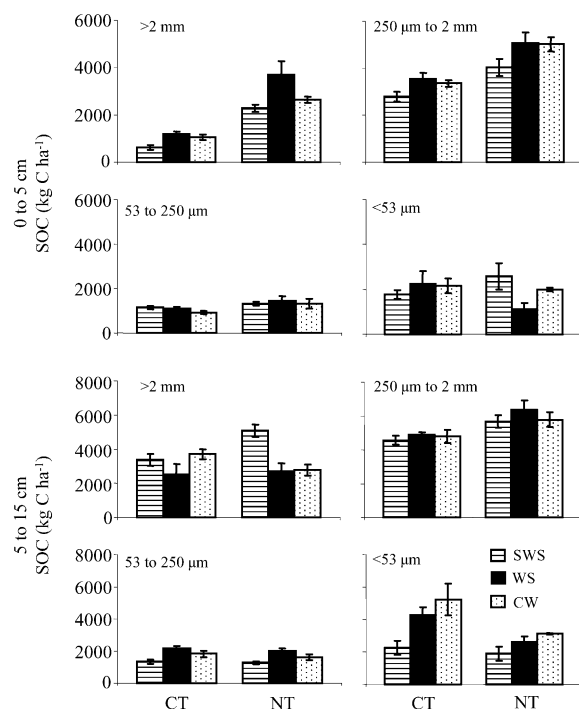 >2 mm
250 µm to 2 mm
6000
4000
2000
0
53 to 250 µm
<53 µm
6000
4000
2000
0
0 to 5 cm
SOC (kg C ha-1)
>2 mm
250 µm to 2 mm
8000
6000
4000
2000
0
53 to 250 µm
<53 µm
8000
6000
4000
2000
0
5 to 15 cm
SOC (kg C ha-1)
SWS
WS
CW
CT
NT
CT
NT